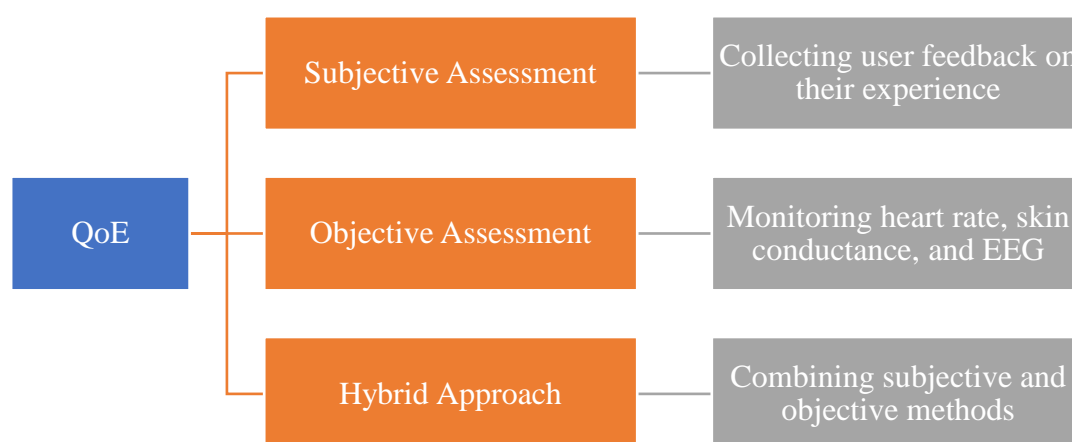 QoE
Subjective Assessment
Collecting user feedback on
their experience
Objective Assessment
Monitoring heart rate, skin
conductance, and EEG
Hybrid Approach
Combining subjective and
objective methods